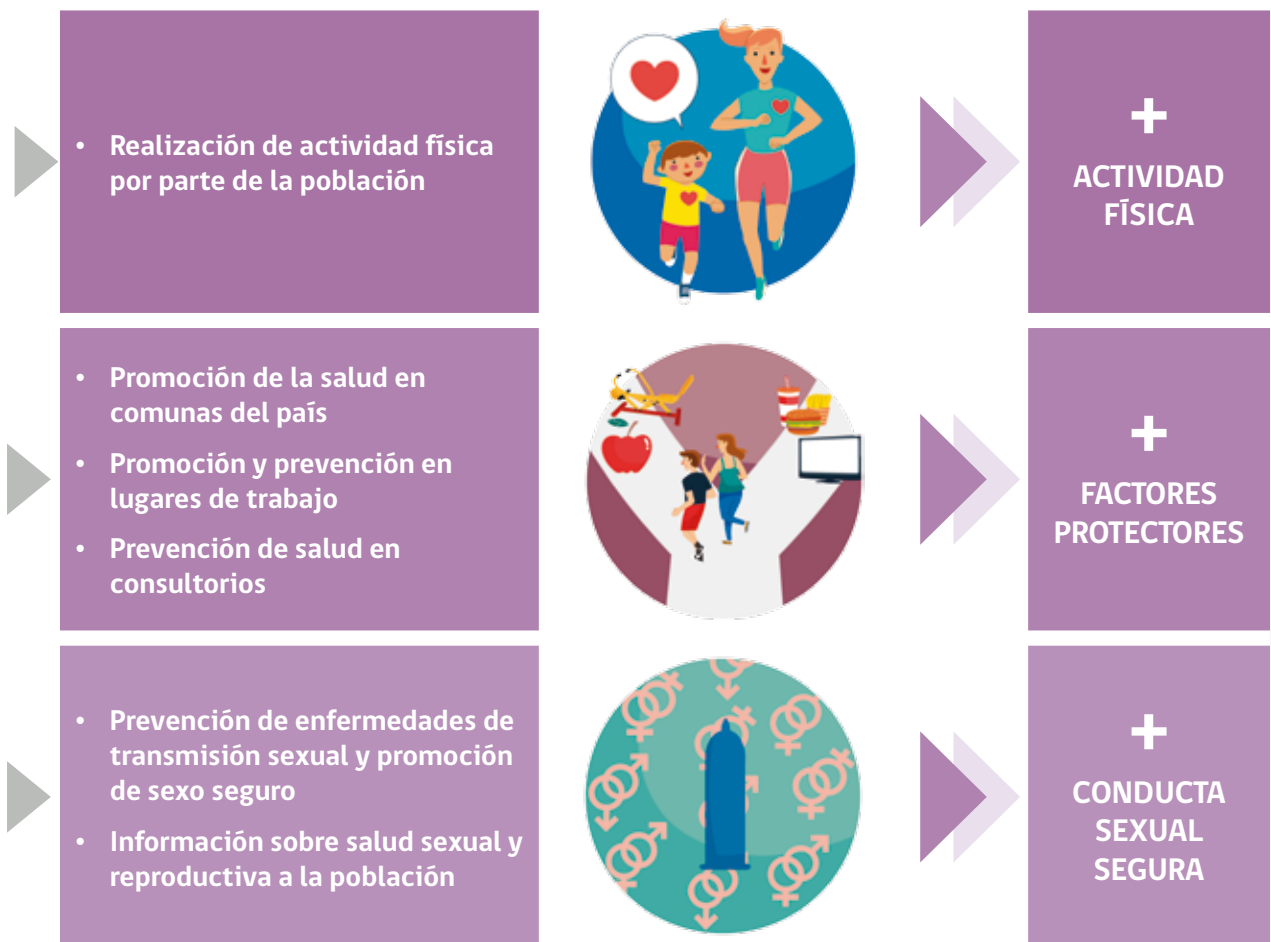 • Realización de actividad física
por parte de la población
+
ACTIVIDAD
FÍSICA
• Promoción de la salud en
comunas del país
• Promoción y prevención en
lugares de trabajo
• Prevención de salud en
consultorios
+
FACTORES
PROTECTORES
• Prevención de enfermedades de
transmisión sexual y promoción
de sexo seguro
• Información sobre salud sexual y
reproductiva a la población
+
CONDUCTA
SEXUAL
SEGURA